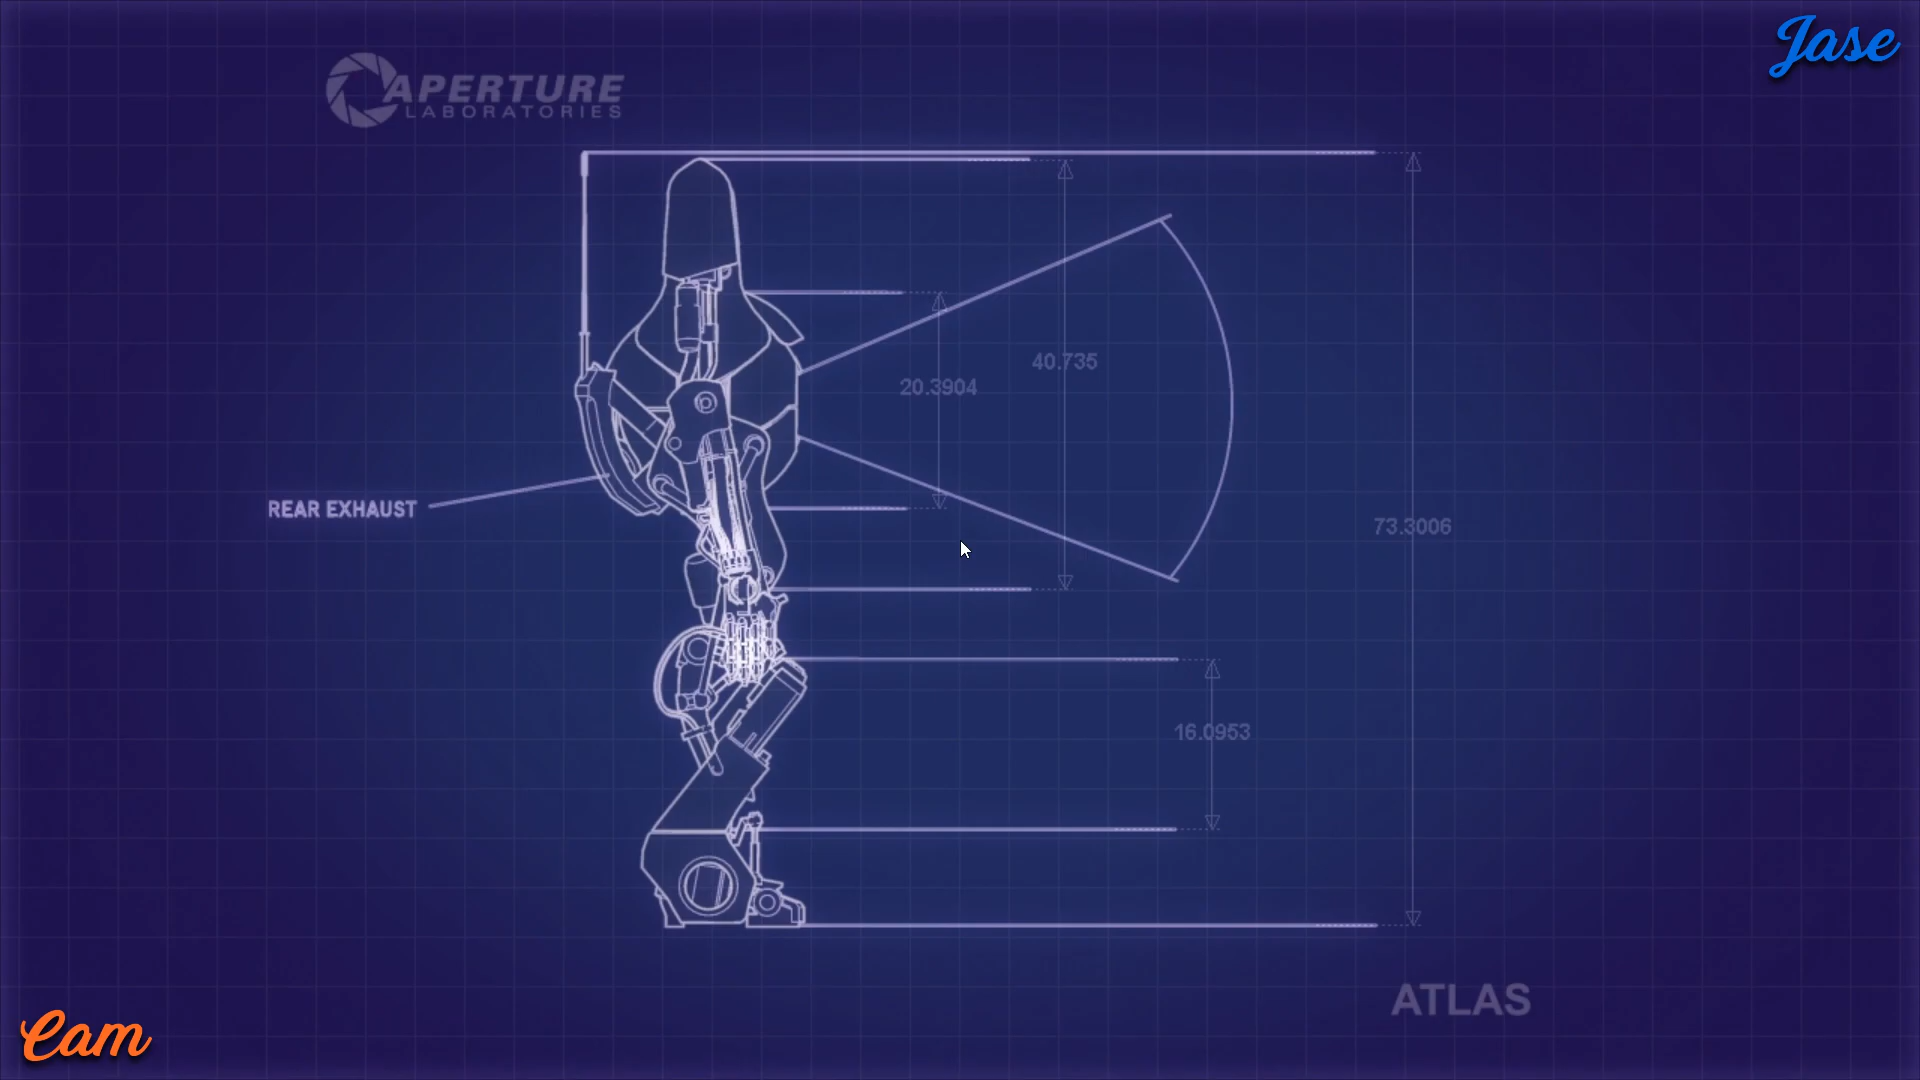 Jase
APERTURE
LABORATORIES
40.735
20.3904
REAR EXHAUST
73.3006
16.0953
ATLAS
Cam